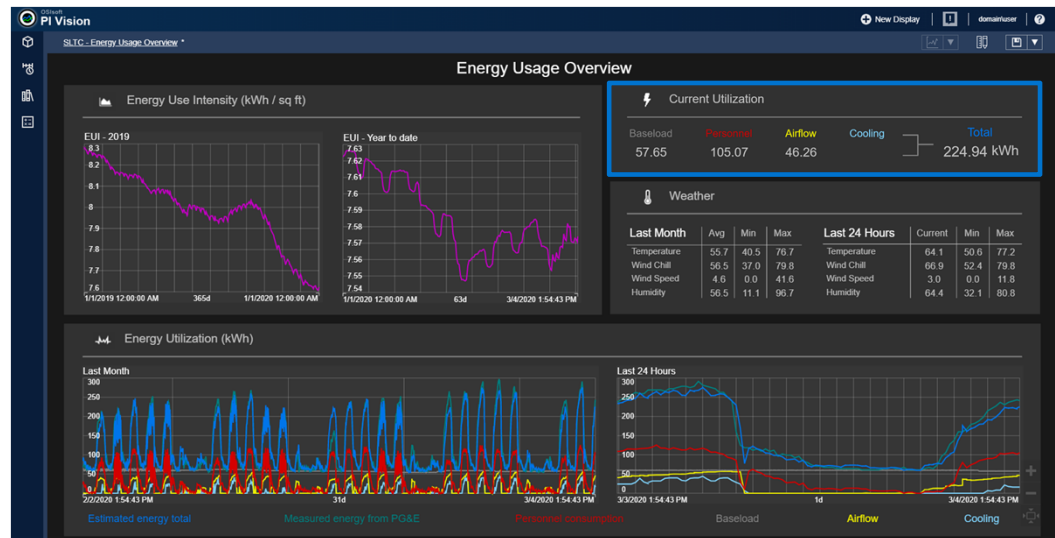 OSIsoft
PI Vision
New Display
domain\user
SLTC - Energy Usage Overview *
Energy Usage Overview
Energy Use Intensity (kWh / sq ft)
EUI - 2019
8.3
8.2
8.1
8
7.9
7.8
7.7
7.6
1/1/2019 12:00:00 AM 365d 1/1/2020 12:00:00 AM
EUI - Year to date
7.63
7.62
7.61
7.6
7.59
7.58
7.57
7.56
7.55
7.54
1/1/2020 12:00:00 AM 63d 3/4/2020 1:54:43 PM
Current Utilization
Baseload Personnel Airflow Cooling Total
57.65 105.07 46.26 224.94 kWh
Weather
Last Month Avg Min Max
Temperature 55.7 40.5 76.7
Wind Chill 56.5 37.0 79.8
Wind Speed 4.6 0.0 41.6
Humidity 56.5 11.1 96.7
Last 24 Hours Current Min Max
Temperature 64.1 50.6 77.2
Wind Chill 66.9 52.4 79.8
Wind Speed 3.0 0.0 11.8
Humidity 64.4 32.1 80.8
Energy Utilization (kWh)
Last Month
300
250
200
150
100
50
0
2/2/2020 1:54:43 PM 31d 3/4/2020 1:54:43 PM
Last 24 Hours
300
250
200
150
100
50
0
3/3/2020 1:54:43 PM 1d 3/4/2020 1:54:43 PM
Estimated energy total Measured energy from PG&E Personnel consumption Baseload Airflow Cooling